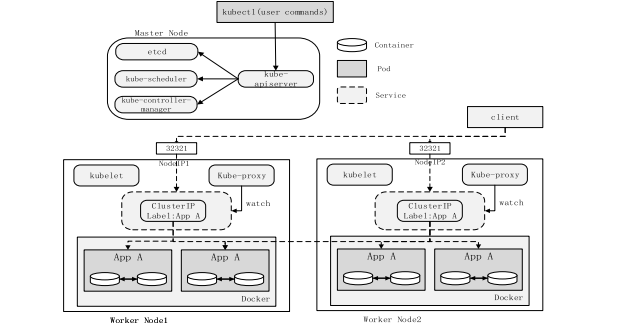 kubectl(user commands)
Master Node
etcd
kube-scheduler
kube-controller-
manager
kube-
apiserver
Container
Pod
Service
client
32321
NodeIP1
32321
NodeIP2
kubelet
Kube-proxy
watch
ClusterIP
Label:App A
App A
App A
Docker
Worker Node1
kubelet
Kube-proxy
watch
ClusterIP
Label:App A
App A
App A
Docker
Worker Node2